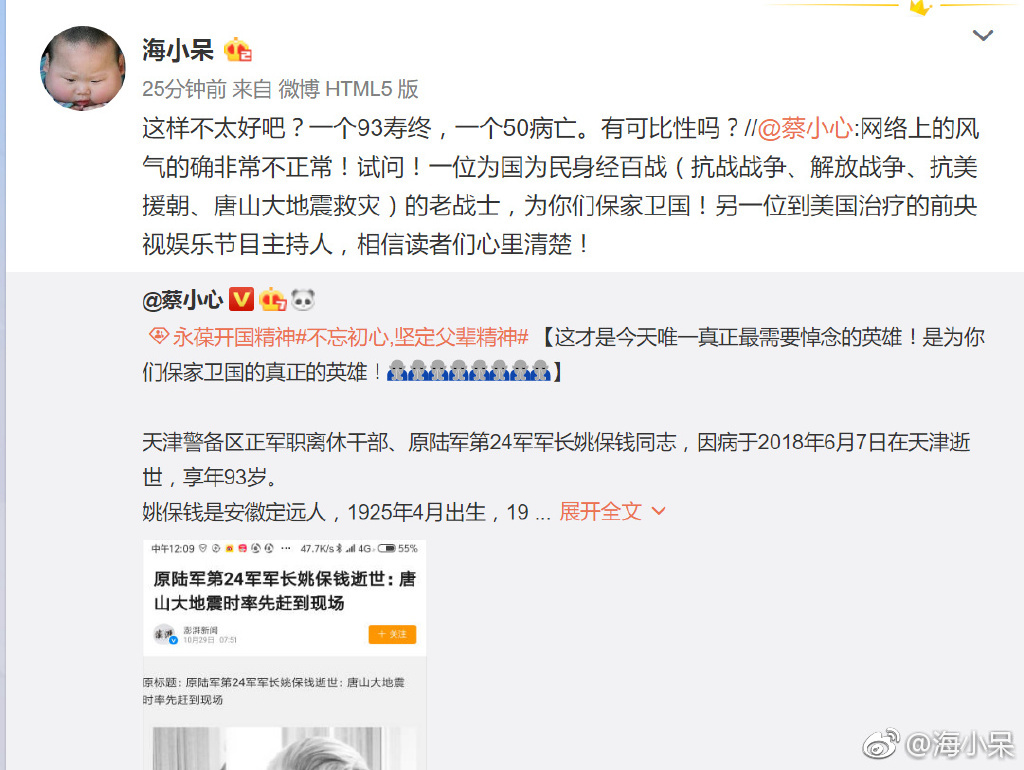 海小呆
25分钟前 来自 微博 HTML5 版
这样不太好吧？一个93寿终，一个50病亡。有可比性吗？//@蔡小心:网络上的风
气的确非常不正常！试问！一位为国为民身经百战（抗战战争、解放战争、抗美
援朝、唐山大地震救灾）的老战士，为你们保家卫国！另一位到美国治疗的前央
视娱乐节目主持人，相信读者们心里清楚！
@蔡小心
永葆开国精神#不忘初心,坚定父辈精神#【这才是今天唯一真正最需要悼念的英雄！是为你
们保家卫国的真正的英雄！】
天津警备区正军职离休干部、原陆军第24军军长姚保钱同志，因病于2018年6月7日在天津逝
世，享年93岁。
姚保钱是安徽定远人，1925年4月出生，19 ... 展开全文
中午12:09 ··· 47.7K/s 4G 55%
原陆军第24军军长姚保钱逝世：唐
山大地震时率先赶到现场
澎湃 澎湃新闻
10月29日 07:51
+ 关注
原标题：原陆军第24军军长姚保钱逝世：唐山大地震
时率先赶到现场
@海小呆